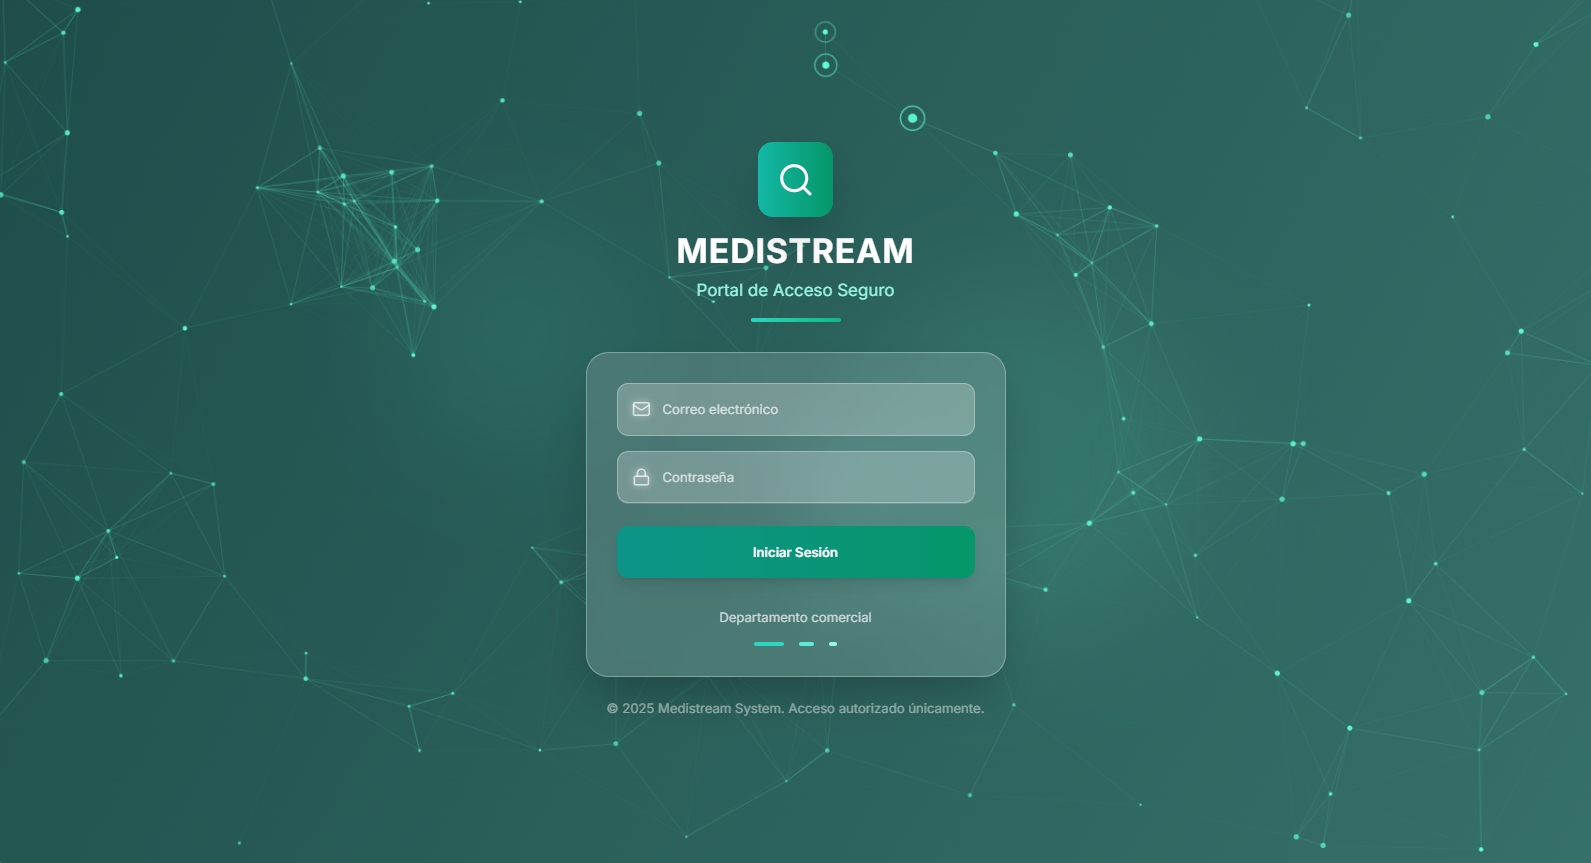 MEDISTREAM
Portal de Acceso Seguro
Correo electrónico
Contraseña
Iniciar Sesión
Departamento comercial
© 2025 Medistream System. Acceso autorizado únicamente.